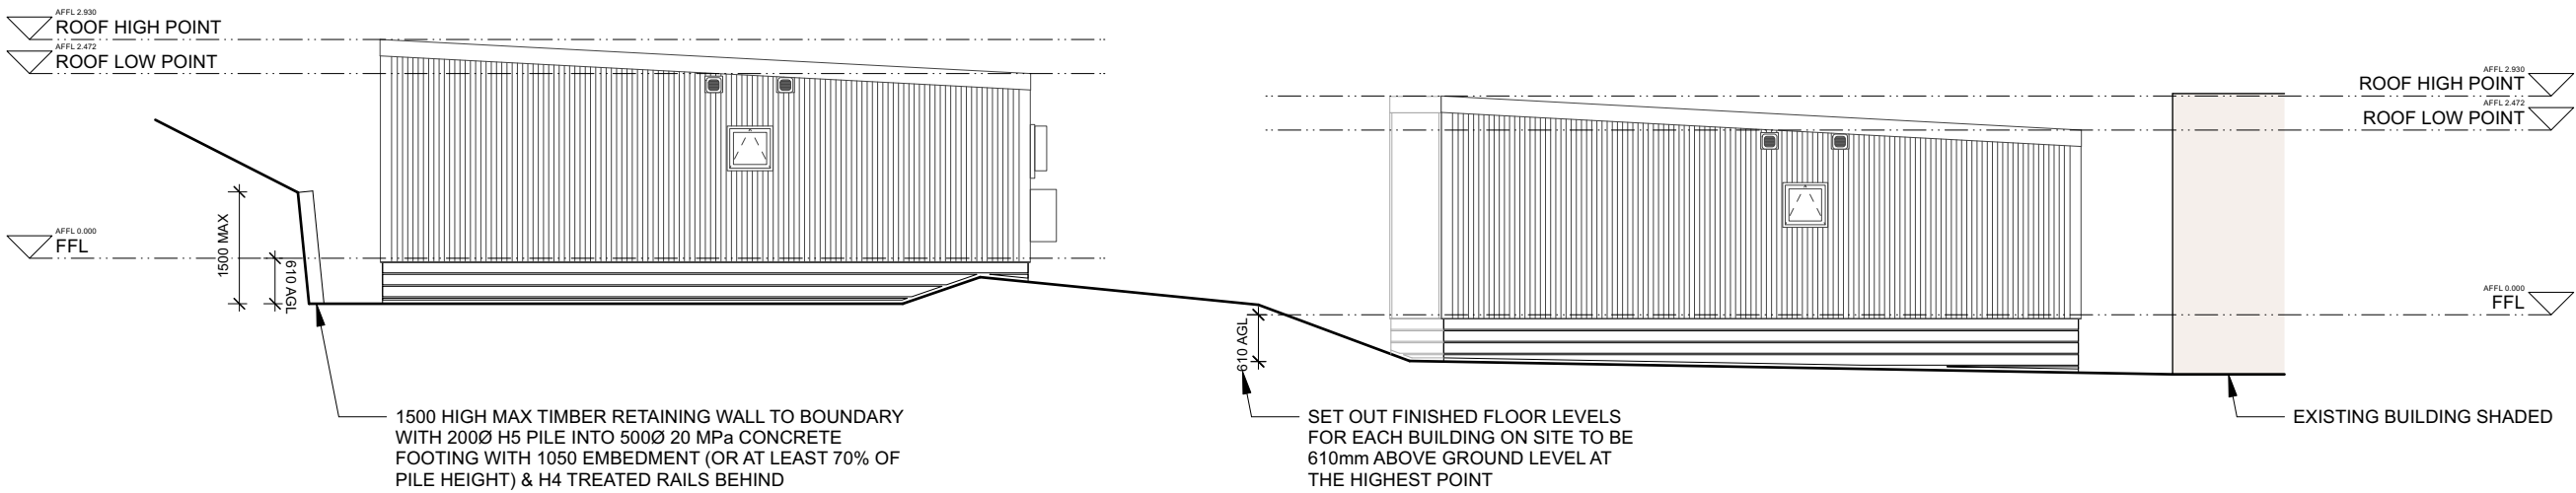 AFFL 2.930
ROOF HIGH POINT
AFFL 2.472
ROOF LOW POINT
AFFL 0.000
FFL
1500 MAX
610 AGL
1500 HIGH MAX TIMBER RETAINING WALL TO BOUNDARY
WITH 200Ø H5 PILE INTO 500Ø 20 MPa CONCRETE
FOOTING WITH 1050 EMBEDMENT (OR AT LEAST 70% OF
PILE HEIGHT) & H4 TREATED RAILS BEHIND
610 AGL
SET OUT FINISHED FLOOR LEVELS
FOR EACH BUILDING ON SITE TO BE
610mm ABOVE GROUND LEVEL AT
THE HIGHEST POINT
AFFL 2.930
ROOF HIGH POINT
AFFL 2.472
ROOF LOW POINT
AFFL 0.000
FFL
EXISTING BUILDING SHADED